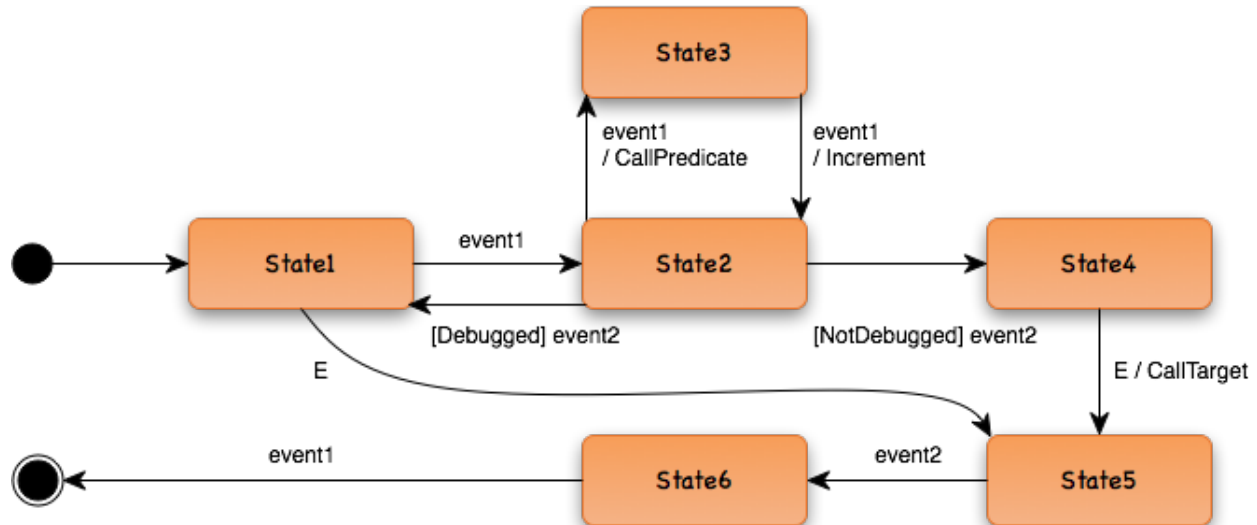 State3
event1
/ CallPredicate
event1
/ Increment
event1
State1
State2
State4
[Debugged] event2
[NotDebugged] event2
E
E / CallTarget
event1
event2
State6
State5